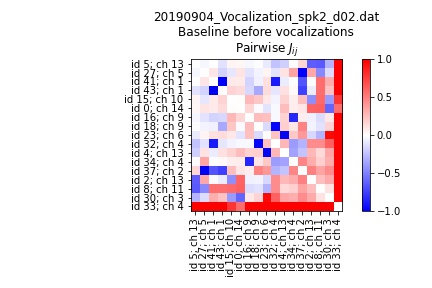 20190904_Vocalization_spk2_d02.dat
Baseline before vocalizations
Pairwise J_ij
id 5; ch 13
id 27; ch 5
id 41; ch 1
id 43; ch 1
id 15; ch 10
id 0; ch 14
id 16; ch 9
id 18; ch 9
id 23; ch 6
id 32; ch 4
id 4; ch 13
id 34; ch 4
id 37; ch 2
id 2; ch 13
id 8; ch 11
id 30; ch 3
id 33; ch 4
id 5; ch 13
id 27; ch 5
id 41; ch 1
id 43; ch 1
id 15; ch 10
id 0; ch 14
id 16; ch 9
id 18; ch 9
id 23; ch 6
id 32; ch 4
id 4; ch 13
id 34; ch 4
id 37; ch 2
id 2; ch 13
id 8; ch 11
id 30; ch 3
id 33; ch 4
1.0
0.5
0.0
−0.5
−1.0